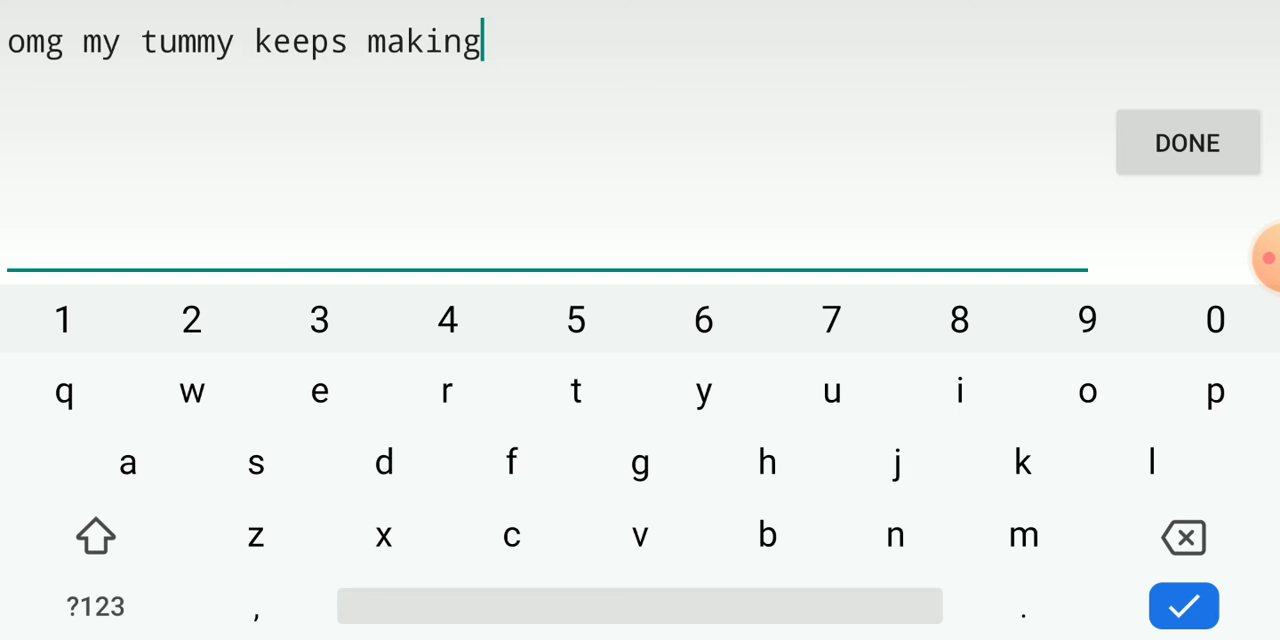 omg my tummy keeps making
DONE
1 2 3 4 5 6 7 8 9 0
q w e r t y u i o p
a s d f g h j k l
z x c v b n m
?123 , .